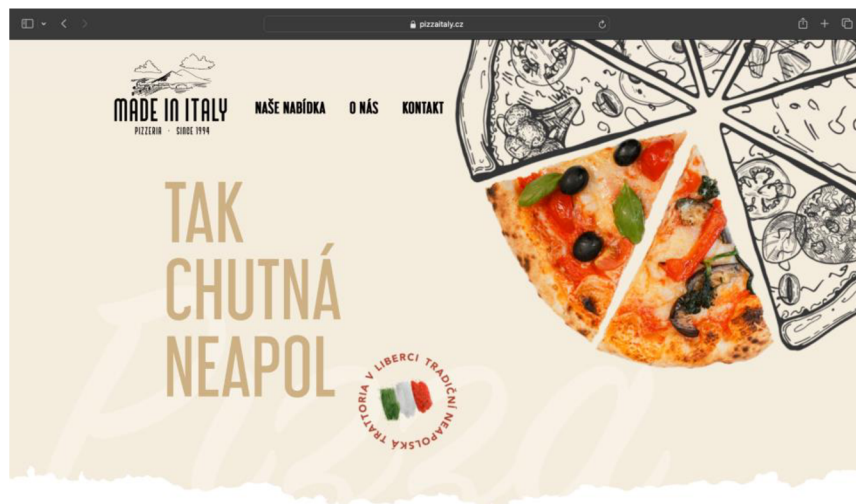 pizzaitaly.cz
MADE IN ITALY
PIZZERIA · SINCE 1994
NAŠE NABÍDKA O NÁS KONTAKT
TAK
CHUTNÁ
NEAPOL
TRADIČNÍ NEAPOLSKÁ TRATTORIA V LIBERCI
Pizza